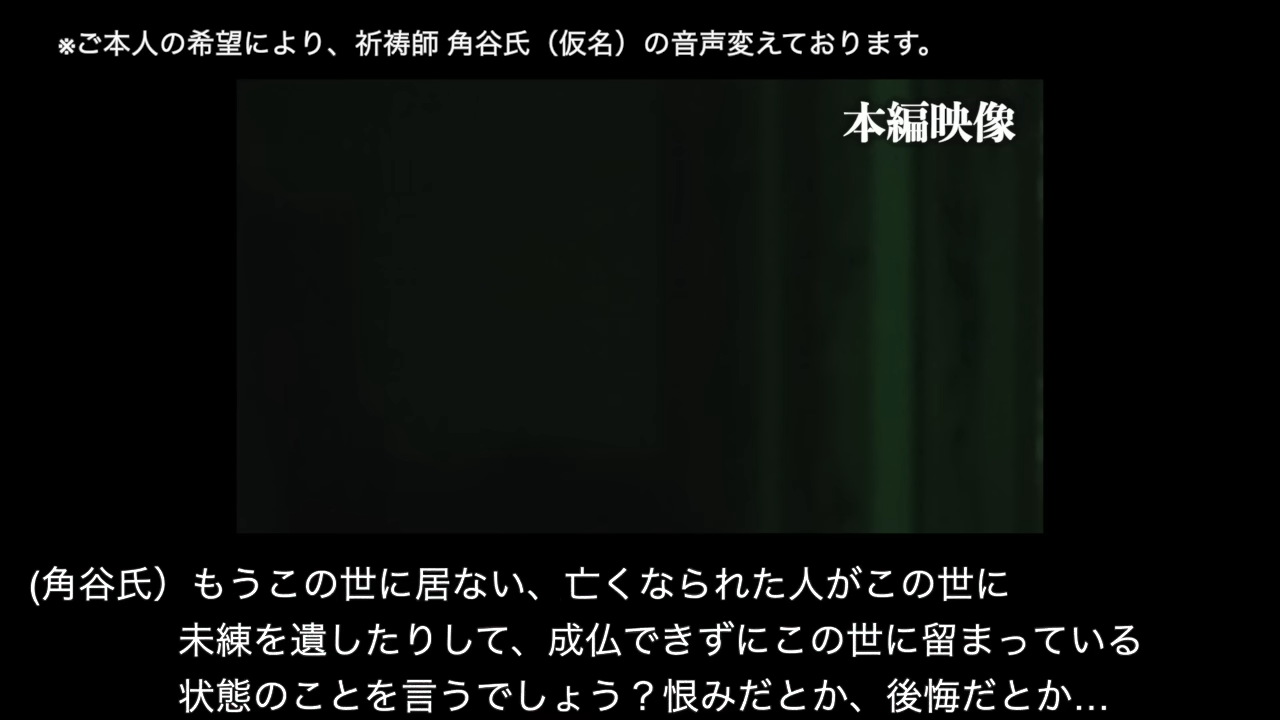 ※ご本人の希望により、祈祷師 角谷氏（仮名）の音声変えております。
本編映像
(角谷氏）もうこの世に居ない、亡くなられた人がこの世に
未練を遺したりして、成仏できずにこの世に留まっている
状態のことを言うでしょう？恨みだとか、後悔だとか…